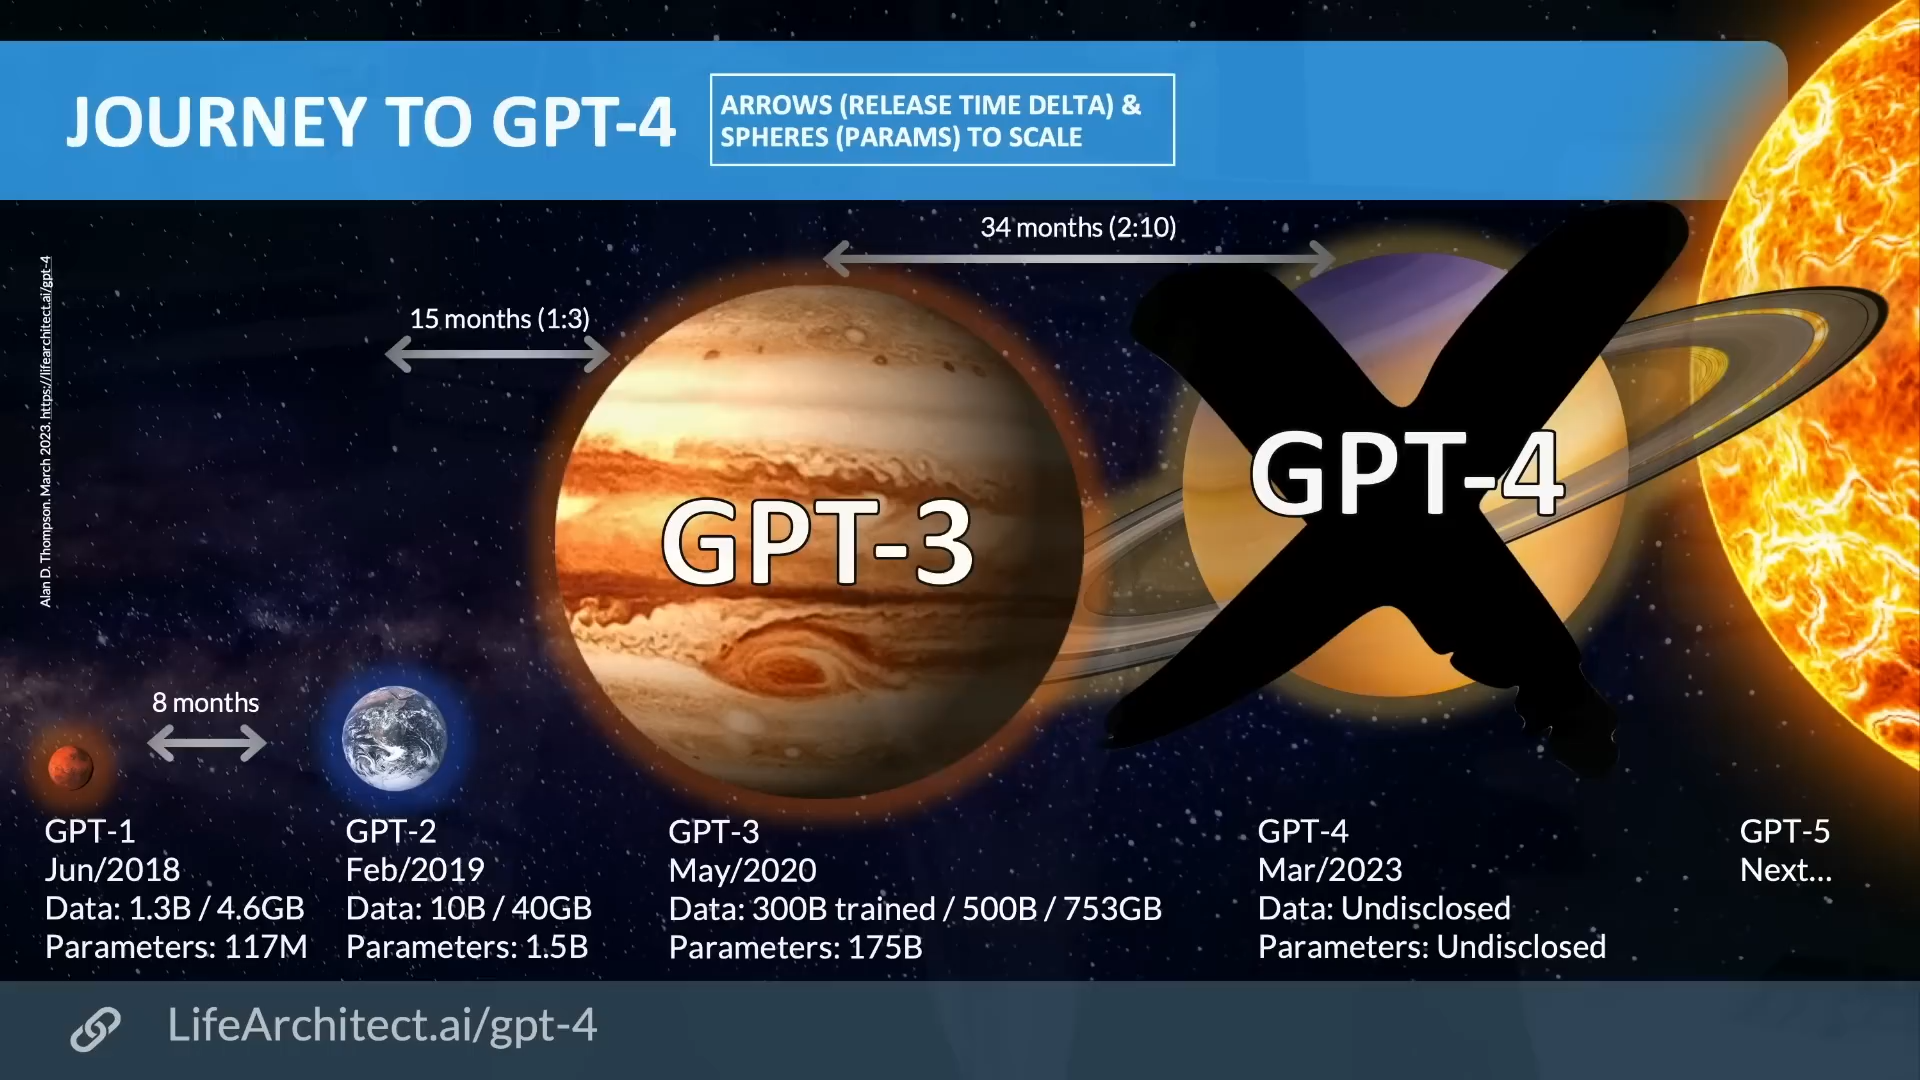 JOURNEY TO GPT-4
ARROWS (RELEASE TIME DELTA) &
SPHERES (PARAMS) TO SCALE
Alan D. Thompson. March 2023. https://lifearchitect.ai/gpt-4
8 months
15 months (1:3)
34 months (2:10)
GPT-3
GPT-4
GPT-1
Jun/2018
Data: 1.3B / 4.6GB
Parameters: 117M
GPT-2
Feb/2019
Data: 10B / 40GB
Parameters: 1.5B
GPT-3
May/2020
Data: 300B trained / 500B / 753GB
Parameters: 175B
GPT-4
Mar/2023
Data: Undisclosed
Parameters: Undisclosed
GPT-5
Next...
LifeArchitect.ai/gpt-4